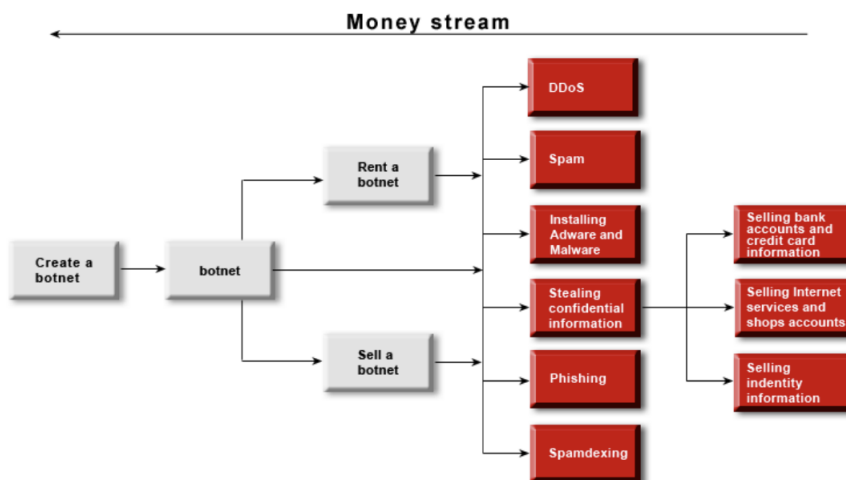 Money stream
DDoS
Spam
Rent a
botnet
Installing
Adware and
Malware
Selling bank
accounts and
credit card
information
Create a
botnet
botnet
Stealing
confidential
information
Selling Internet
services and
shops accounts
Sell a
botnet
Phishing
Selling
indentity
information
Spamdexing